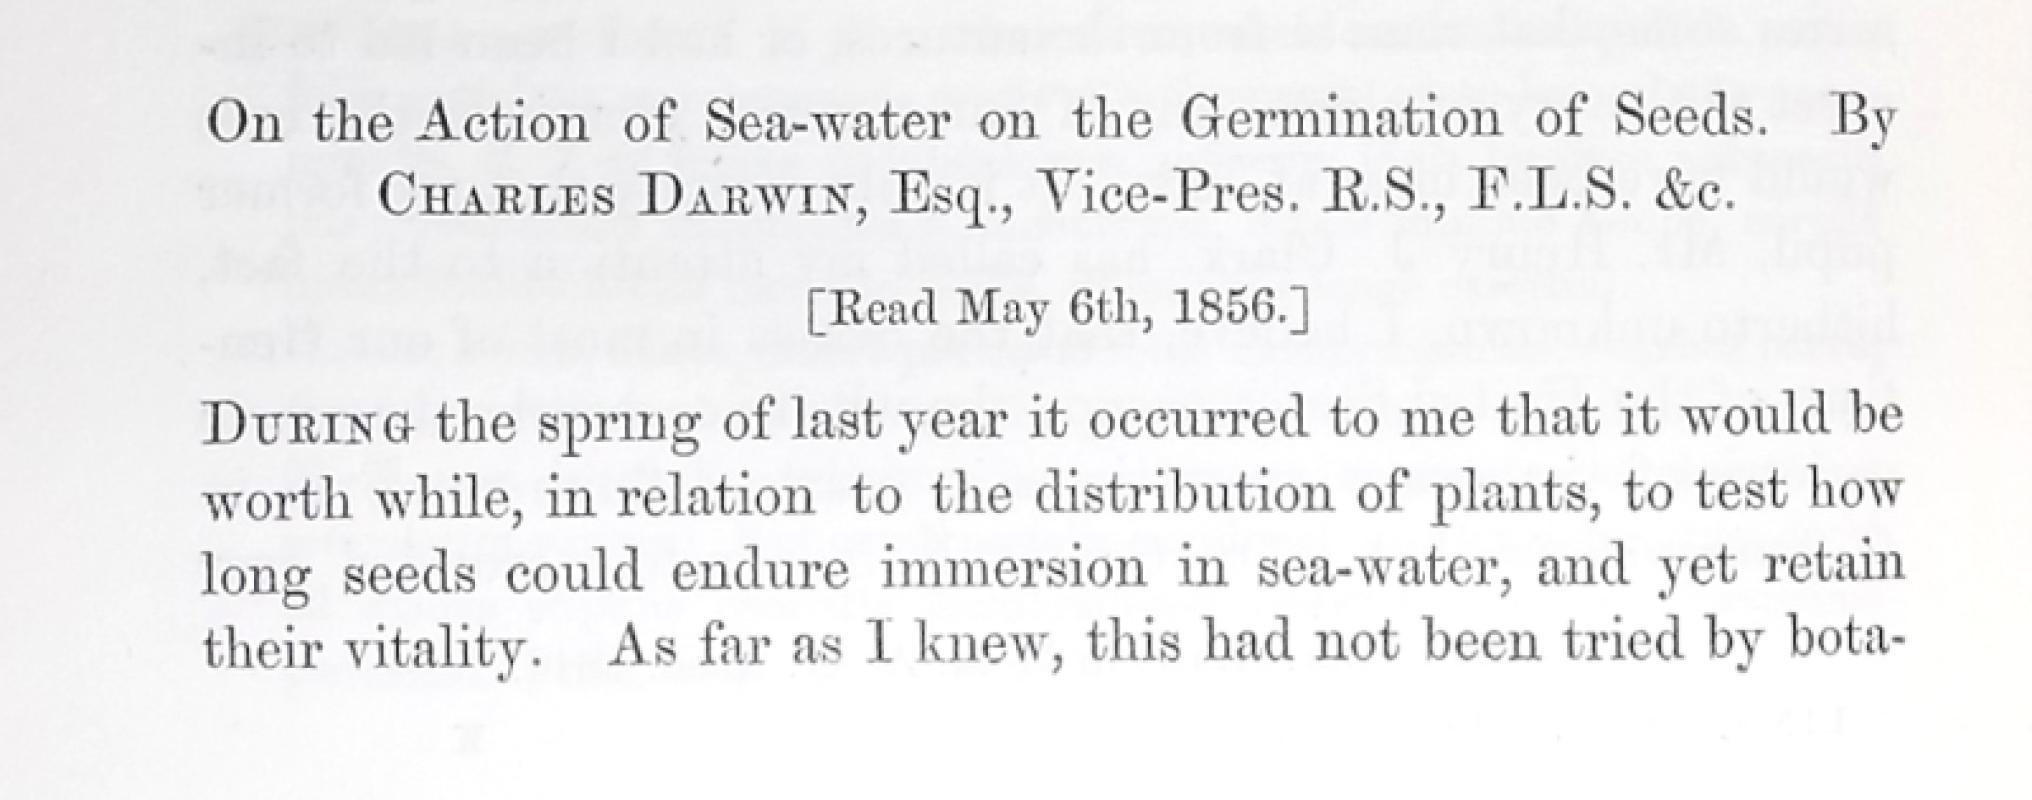 On the Action of Sea-water on the Germination of Seeds. By
CHARLES DARWIN, Esq., Vice-Pres. R.S., F.L.S. &c.
[Read May 6th, 1856.]
DURING the spring of last year it occurred to me that it would be
worth while, in relation to the distribution of plants, to test how
long seeds could endure immersion in sea-water, and yet retain
their vitality. As far as I knew, this had not been tried by bota-